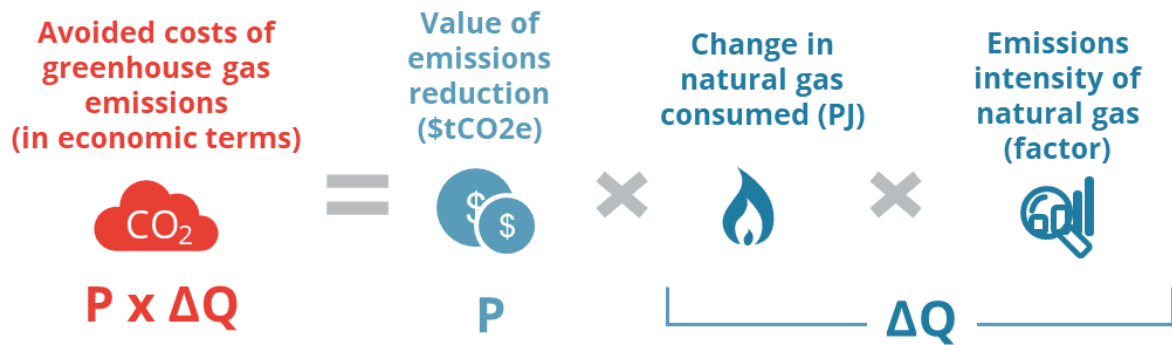 Avoided costs of
greenhouse gas
emissions
(in economic terms)
CO2
P x ΔQ
Value of
emissions
reduction
($tCO2e)
$
$
P
Change in
natural gas
consumed (PJ)
Emissions
intensity of
natural gas
(factor)
ΔQ